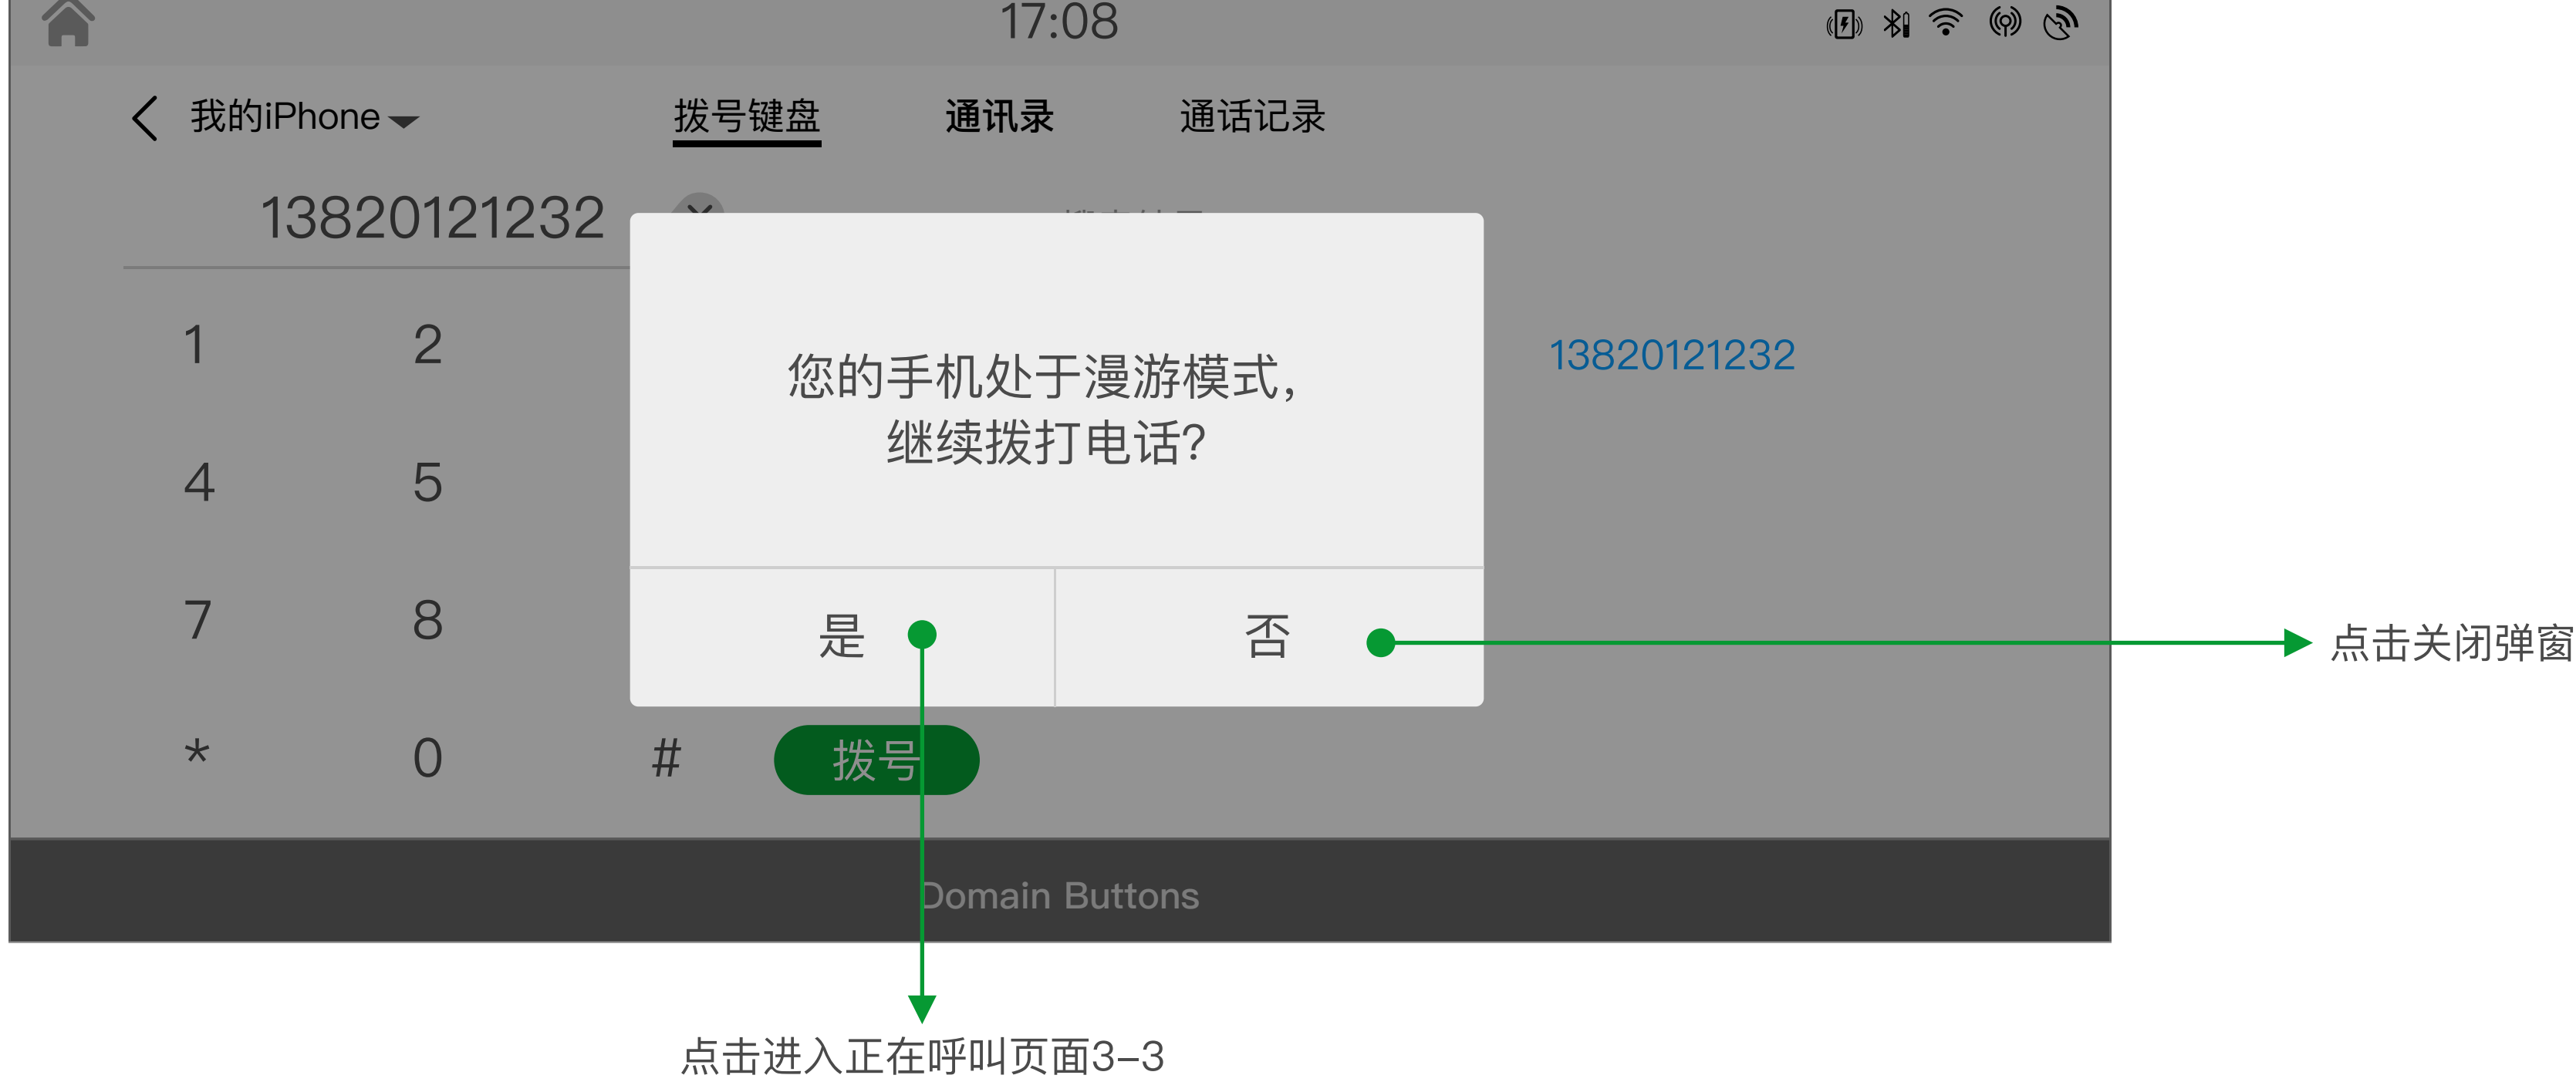 17:08
我的iPhone
拨号键盘
通讯录
通话记录
13820121232
1
2
13820121232
您的手机处于漫游模式，
继续拨打电话？
4
5
7
8
是
否
点击关闭弹窗
*
0
#
拨号
Domain Buttons
点击进入正在呼叫页面3-3